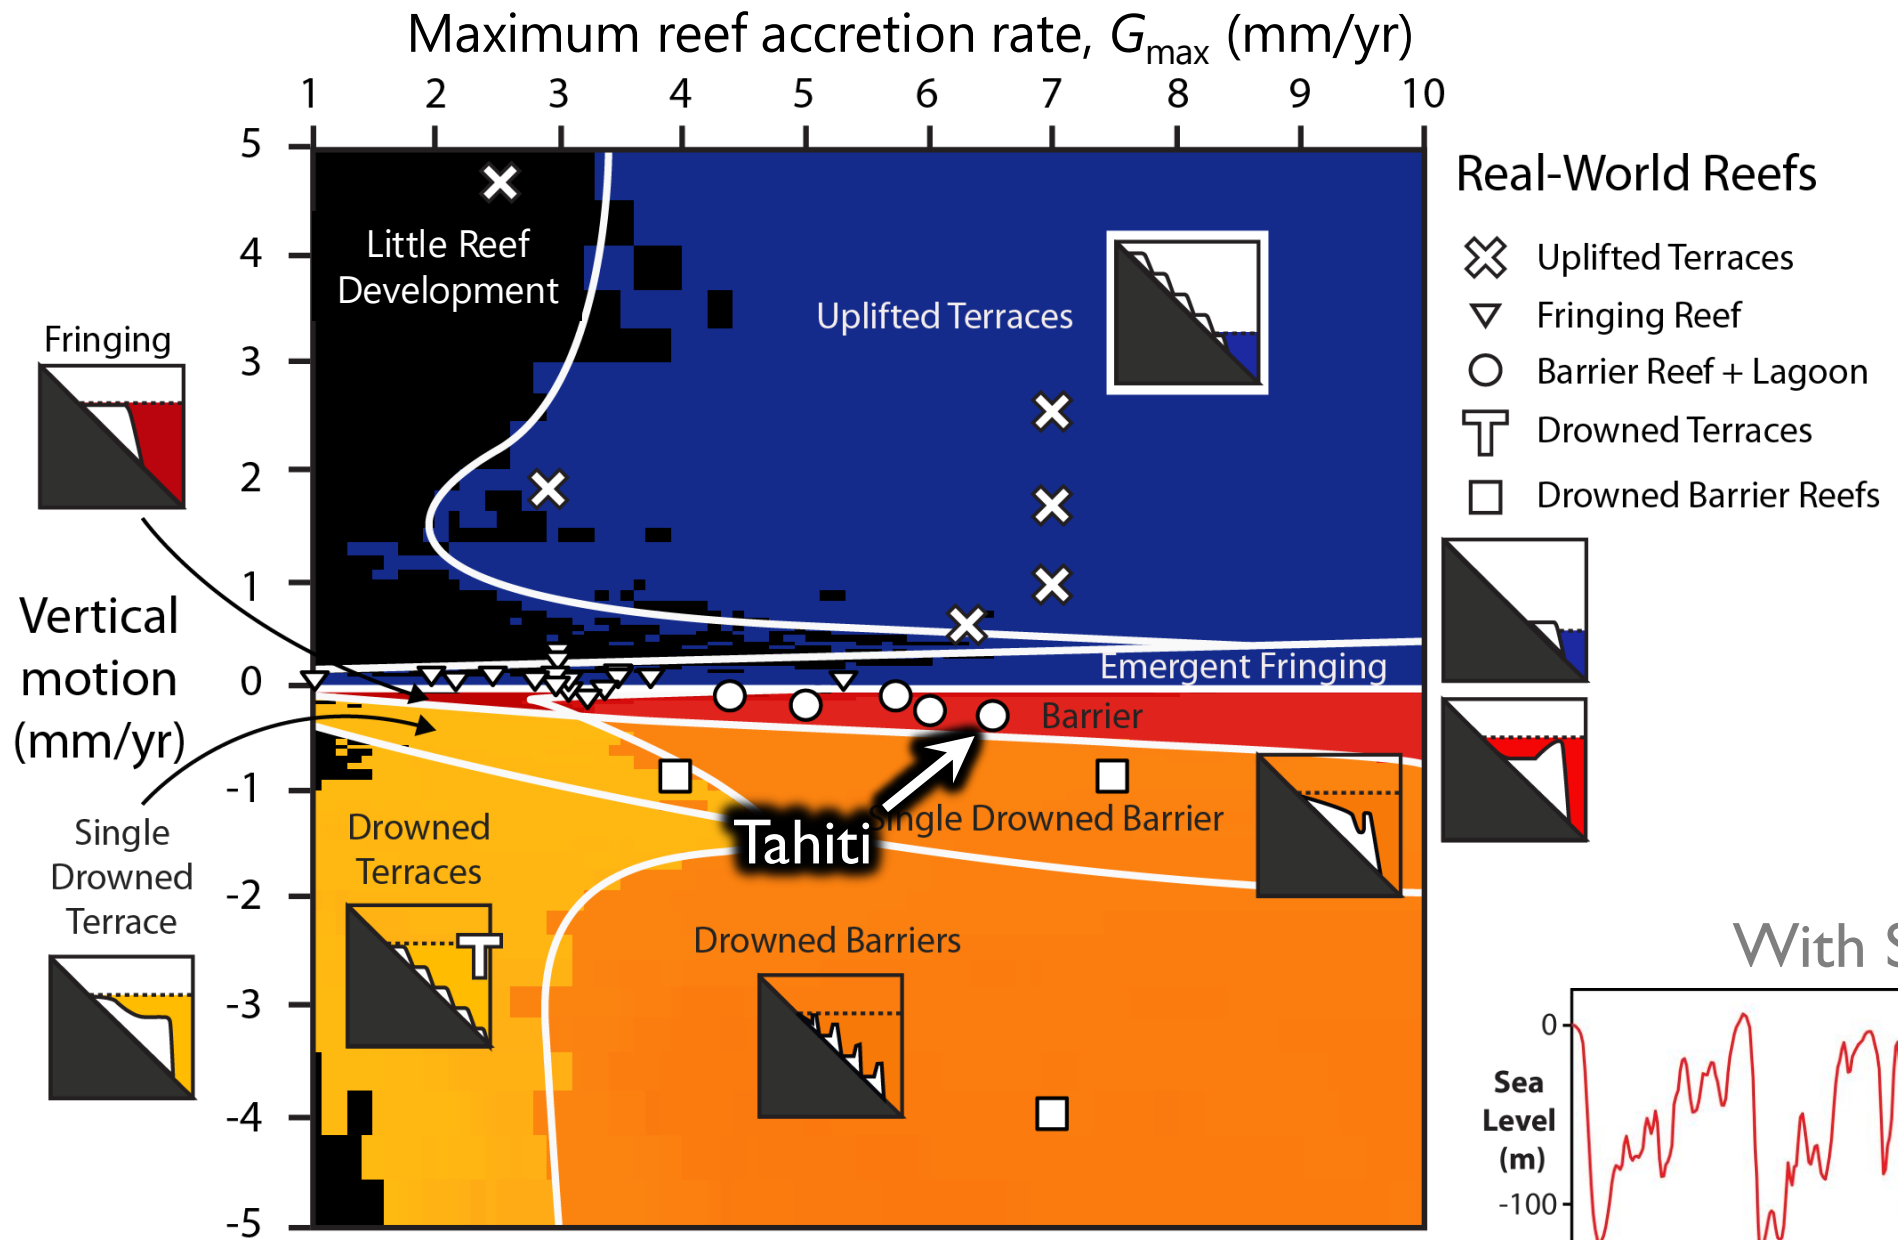 Maximum reef accretion rate, Gmax (mm/yr)
1 2 3 4 5 6 7 8 9 10
5
4
3
2
1
0
-1
-2
-3
-4
-5
Vertical
motion
(mm/yr)
Fringing
Single
Drowned
Terrace
Little Reef
Development
Uplifted Terraces
Emergent Fringing
Barrier
Tahiti
Single Drowned Barrier
Drowned
Terraces
Drowned Barriers
Real-World Reefs
Uplifted Terraces
Fringing Reef
Barrier Reef + Lagoon
Drowned Terraces
Drowned Barrier Reefs
With S
0
Sea
Level
(m)
-100